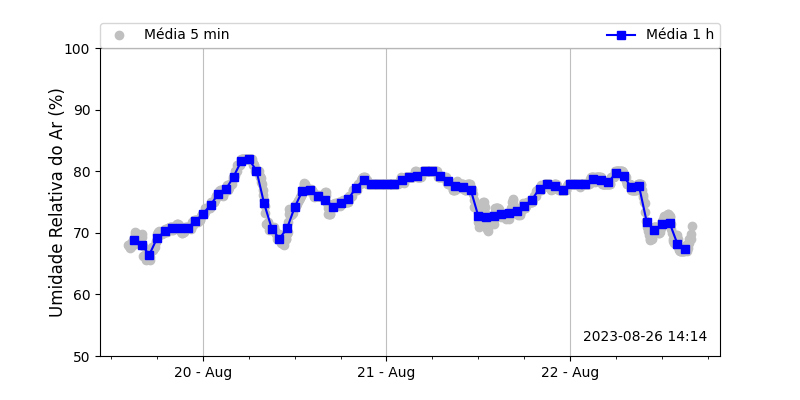 Média 5 min
Média 1 h
Umidade Relativa do Ar (%)
100
90
80
70
60
50
2023-08-26 14:14
20 - Aug
21 - Aug
22 - Aug